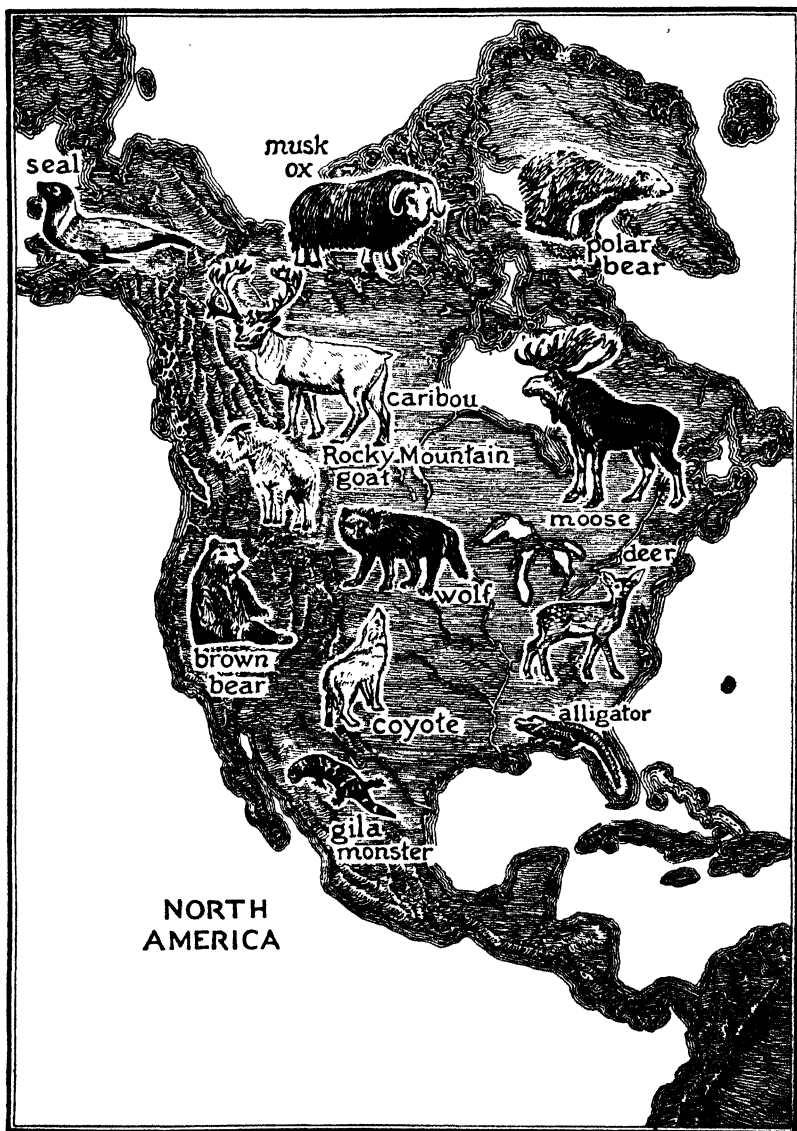 musk
ox
seal
polar
bear
caribou
Rocky Mountain
goat
moose
deer
wolf
brown
bear
coyote
alligator
gila
monster
NORTH
AMERICA